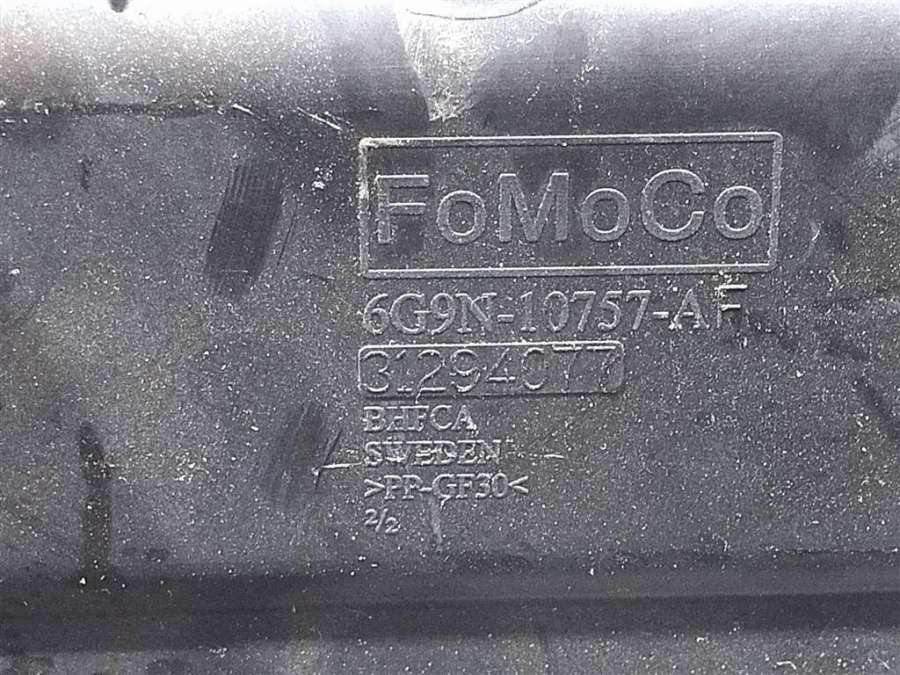 FoMoCo
6G9N-10757-AF
31294077
BHFCA
SWEDEN
>PP-GF30<
2/2